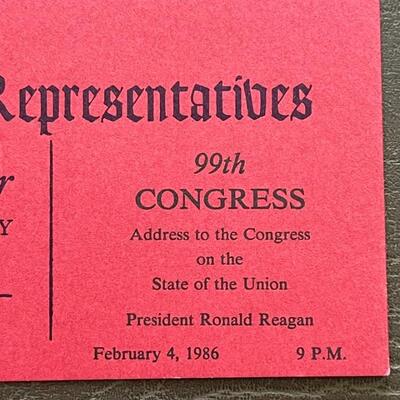 Representatives
99th
CONGRESS
Address to the Congress
on the
State of the Union
President Ronald Reagan
February 4, 1986 9 P.M.
r
Y